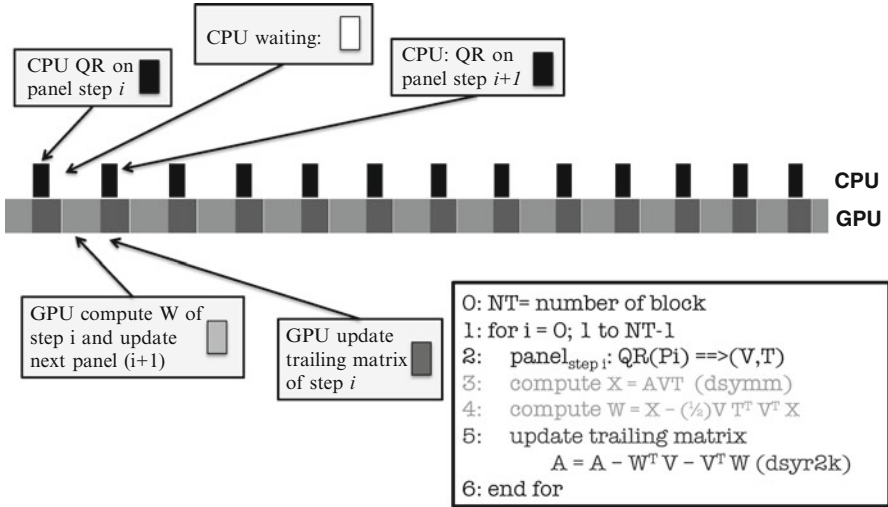 CPU waiting:
CPU QR on
panel step i
CPU: QR on
panel step i+1
CPU
GPU
GPU compute W of
step i and update
next panel (i+1)
GPU update
trailing matrix
of step i
0: NT= number of block
1: for i = 0; 1 to NT-1
2: panel_step i: QR(Pi) ==>(V,T)
3: compute X = AVT (dsymm)
4: compute W = X – (½)V Tᵀ Vᵀ X
5: update trailing matrix
A = A – Wᵀ V – Vᵀ W (dsyr2k)
6: end for